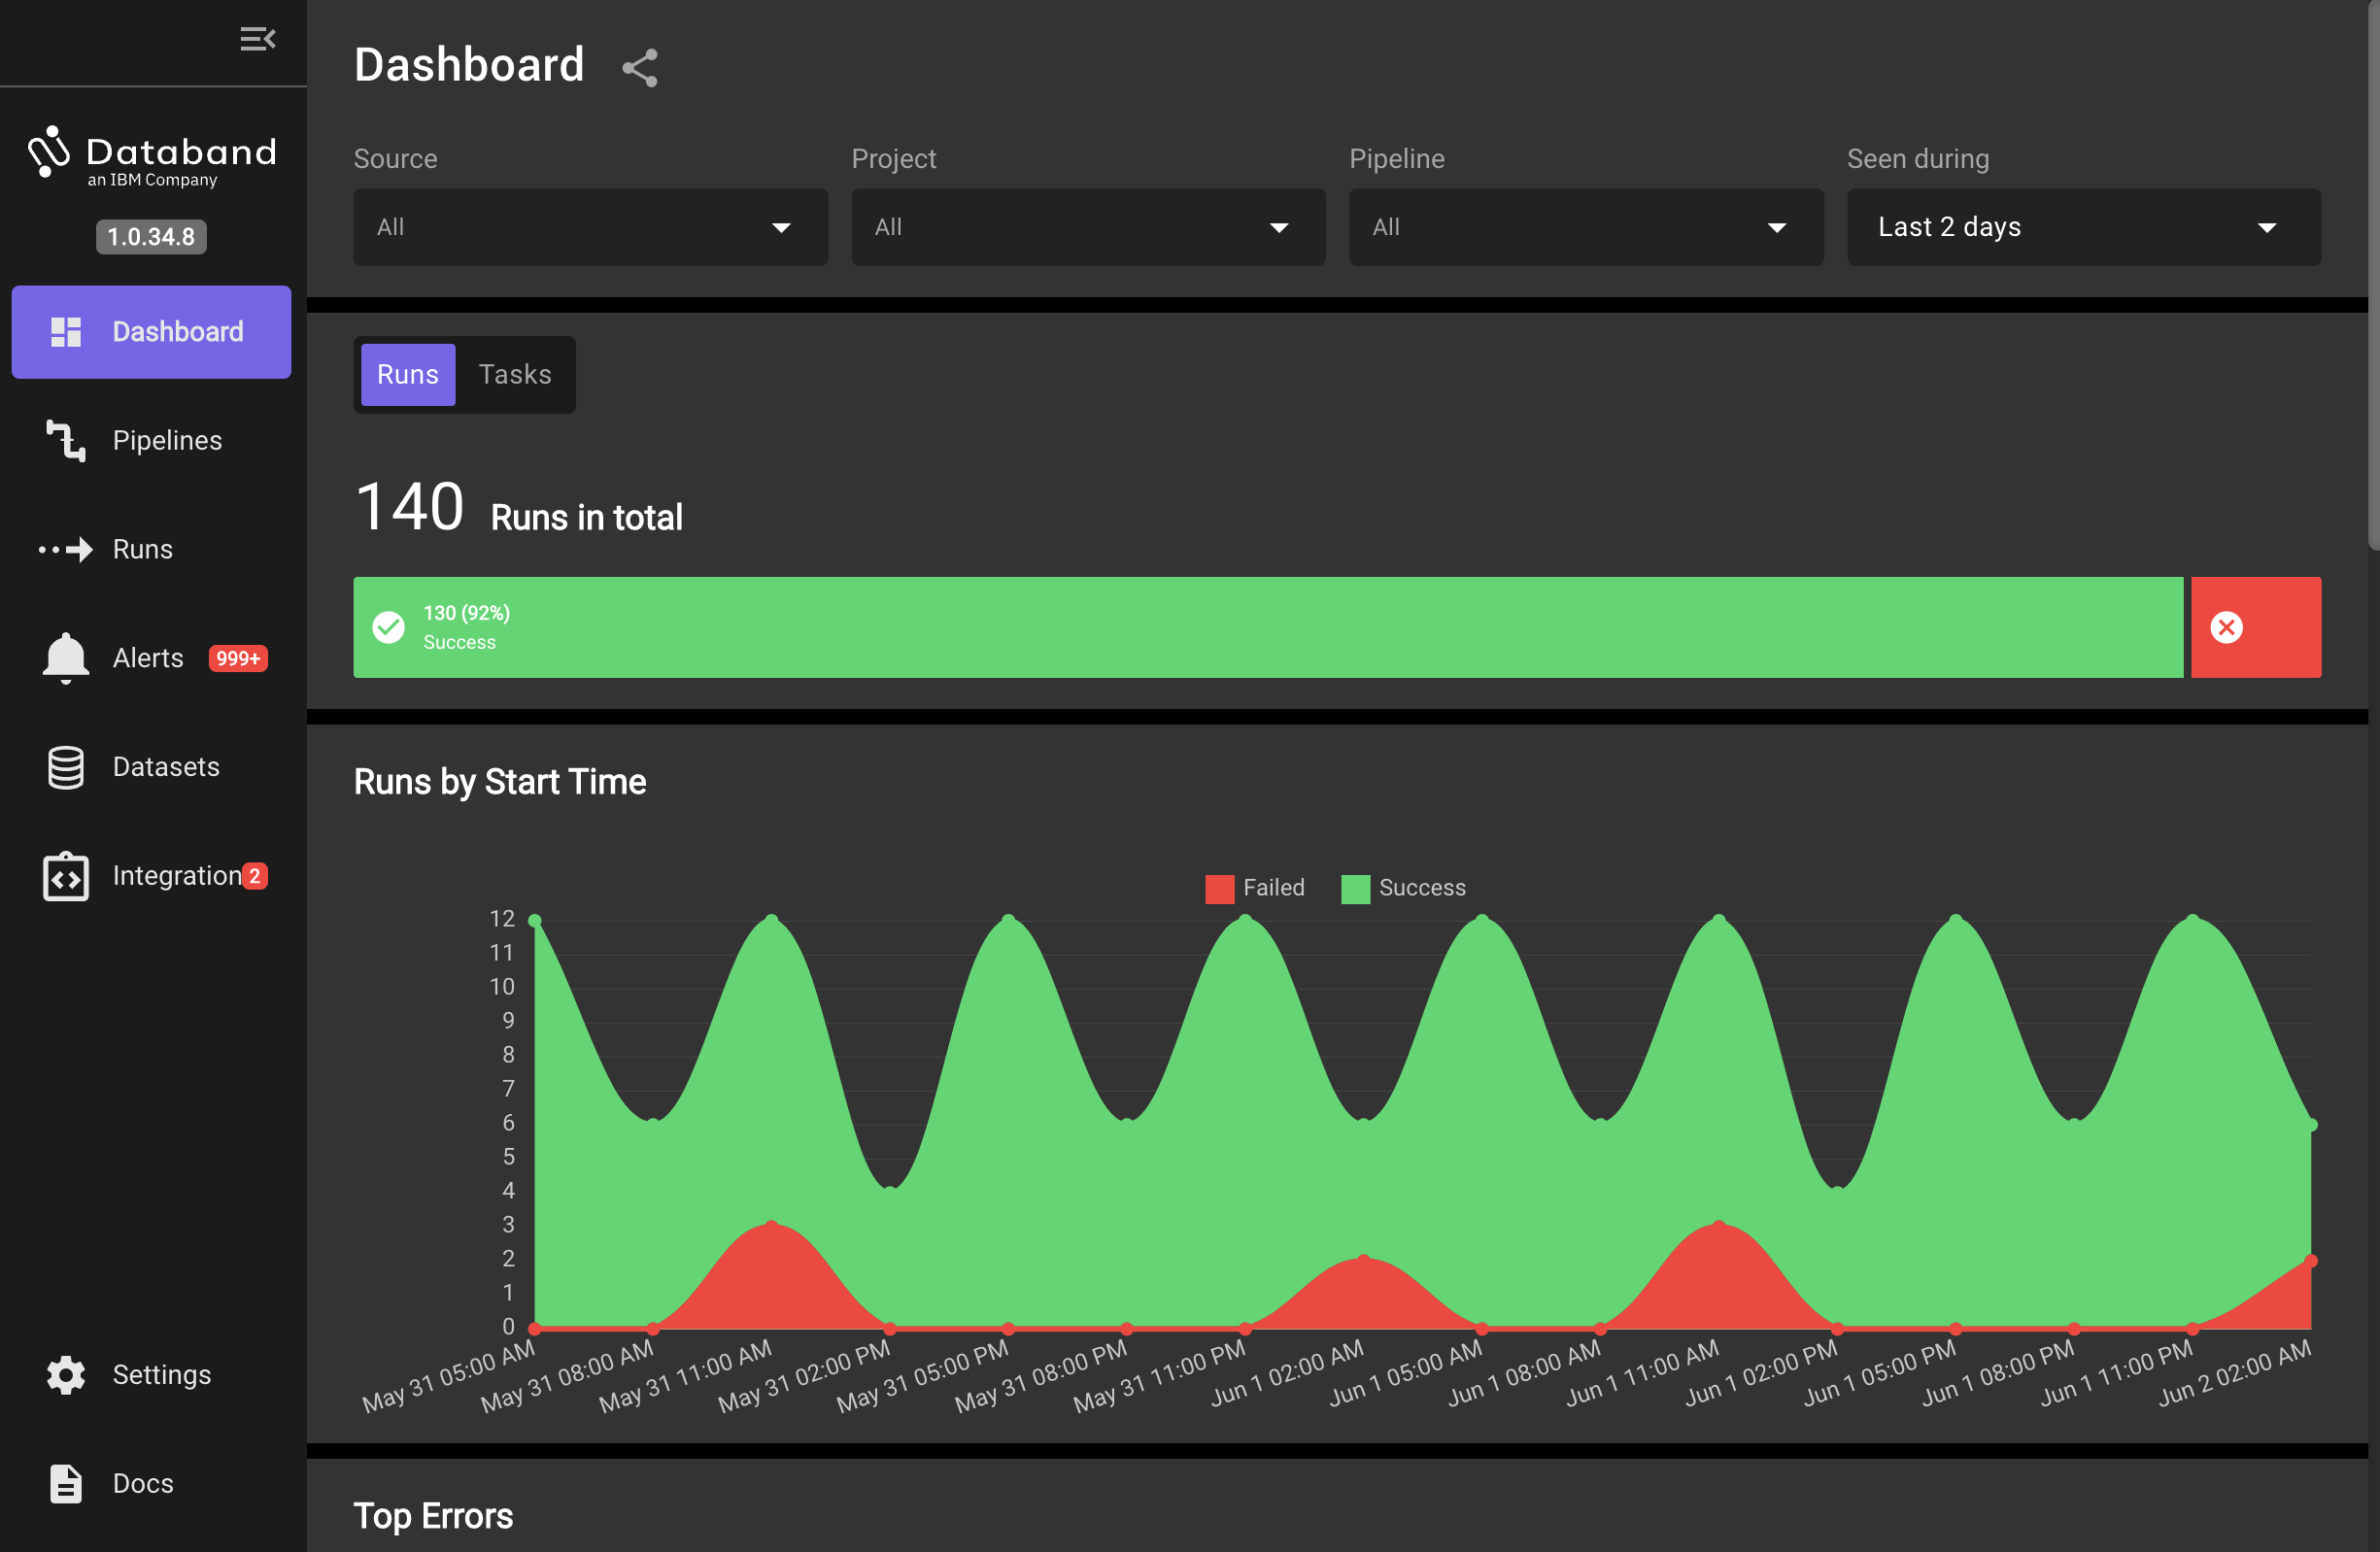 Databand
an IBM Company
1.0.34.8
Dashboard
Pipelines
Runs
Alerts 999+
Datasets
Integration 2
Settings
Docs
Dashboard
Source Project Pipeline Seen during
All All All Last 2 days
Runs Tasks
140 Runs in total
130 (92%)
Success
Runs by Start Time
Failed Success
12
11
10
9
8
7
6
5
4
3
2
1
0
May 31 05:00 AM
May 31 08:00 AM
May 31 11:00 AM
May 31 02:00 PM
May 31 05:00 PM
May 31 08:00 PM
May 31 11:00 PM
Jun 1 02:00 AM
Jun 1 05:00 AM
Jun 1 08:00 AM
Jun 1 11:00 AM
Jun 1 02:00 PM
Jun 1 05:00 PM
Jun 1 08:00 PM
Jun 1 11:00 PM
Jun 2 02:00 AM
Top Errors